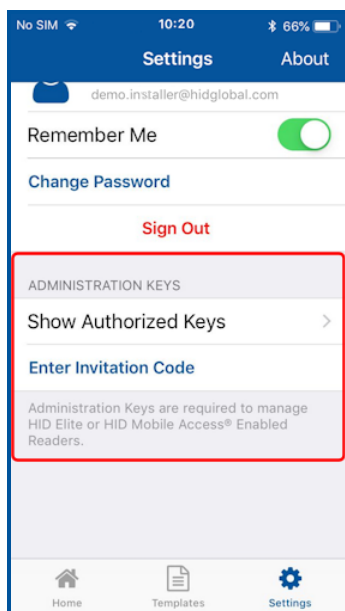 No SIM 10:20 66%
Settings About
demo.installer@hidglobal.com
Remember Me
Change Password
Sign Out
ADMINISTRATION KEYS
Show Authorized Keys
Enter Invitation Code
Administration Keys are required to manage
HID Elite or HID Mobile Access® Enabled
Readers.
Home Templates Settings